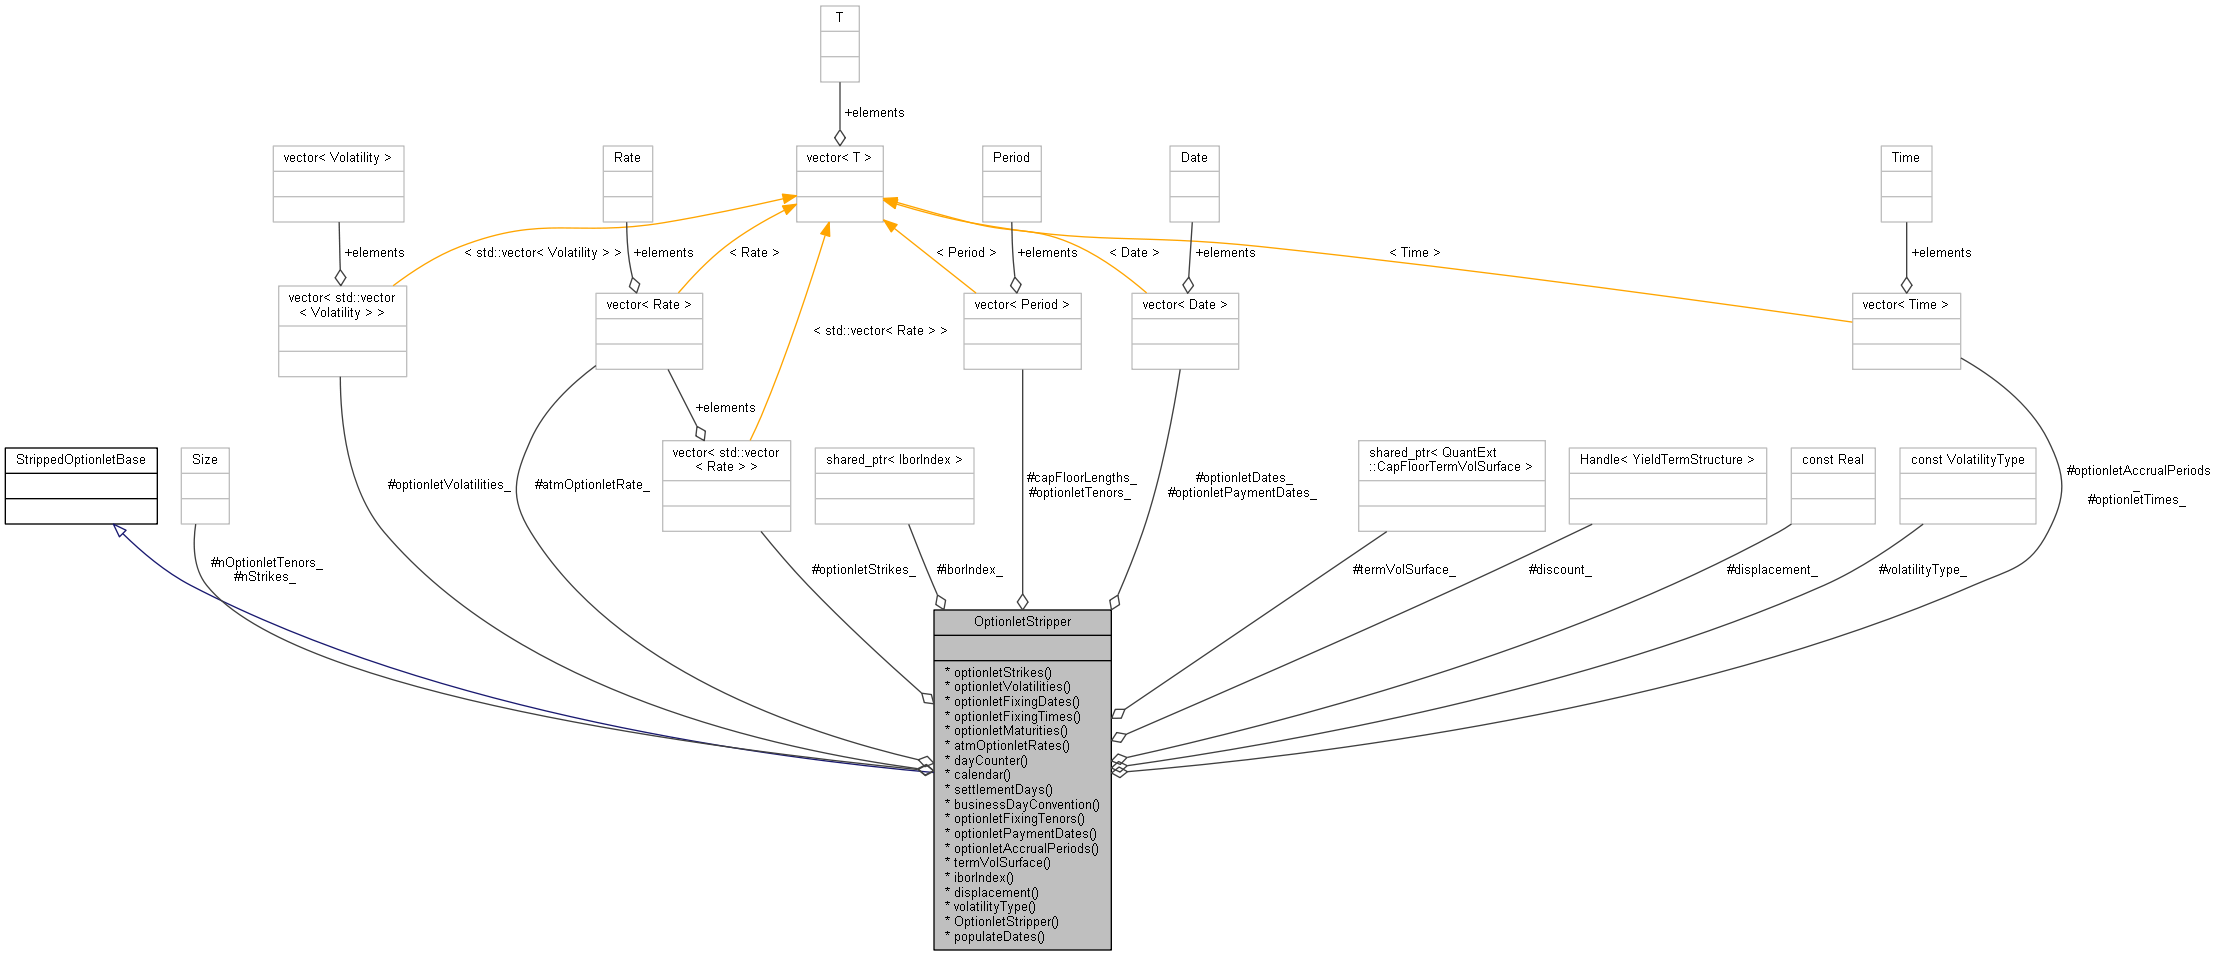 T
+elements
vector< Volatility >
Rate
vector< T >
Period
Date
Time
+elements
< std::vector< Volatility > >
+elements
< Rate >
< Period >
+elements
< Date >
+elements
< Time >
+elements
vector< std::vector
< Volatility > >
vector< Rate >
< std::vector< Rate > >
vector< Period >
vector< Date >
vector< Time >
+elements
StrippedOptionletBase
Size
#optionletVolatilities_
#atmOptionletRate_
vector< std::vector
< Rate > >
shared_ptr< IborIndex >
#capFloorLengths_
#optionletTenors_
#optionletDates_
#optionletPaymentDates_
shared_ptr< QuantExt
::CapFloorTermVolSurface >
Handle< YieldTermStructure >
const Real
const VolatilityType
#optionletAccrualPeriods
_
#optionletTimes_
#nOptionletTenors_
#nStrikes_
#optionletStrikes_
#iborIndex_
#termVolSurface_
#discount_
#displacement_
#volatilityType_
OptionletStripper
* optionletStrikes()
* optionletVolatilities()
* optionletFixingDates()
* optionletFixingTimes()
* optionletMaturities()
* atmOptionletRates()
* dayCounter()
* calendar()
* settlementDays()
* businessDayConvention()
* optionletFixingTenors()
* optionletPaymentDates()
* optionletAccrualPeriods()
* termVolSurface()
* iborIndex()
* displacement()
* volatilityType()
* OptionletStripper()
* populateDates()